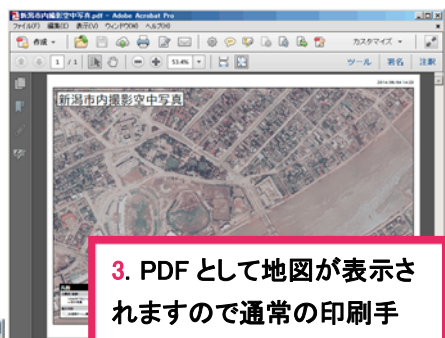 新潟市内撮影空中写真.pdf - Adobe Acrobat Pro
ファイル(F) 編集(E) 表示(V) ウィンドウ(W) ヘルプ(H)
作成 カスタマイズ
1 / 1 53.4% ツール 署名 注釈
新潟市内撮影空中写真
3. PDF として地図が表示さ
れますので通常の印刷手